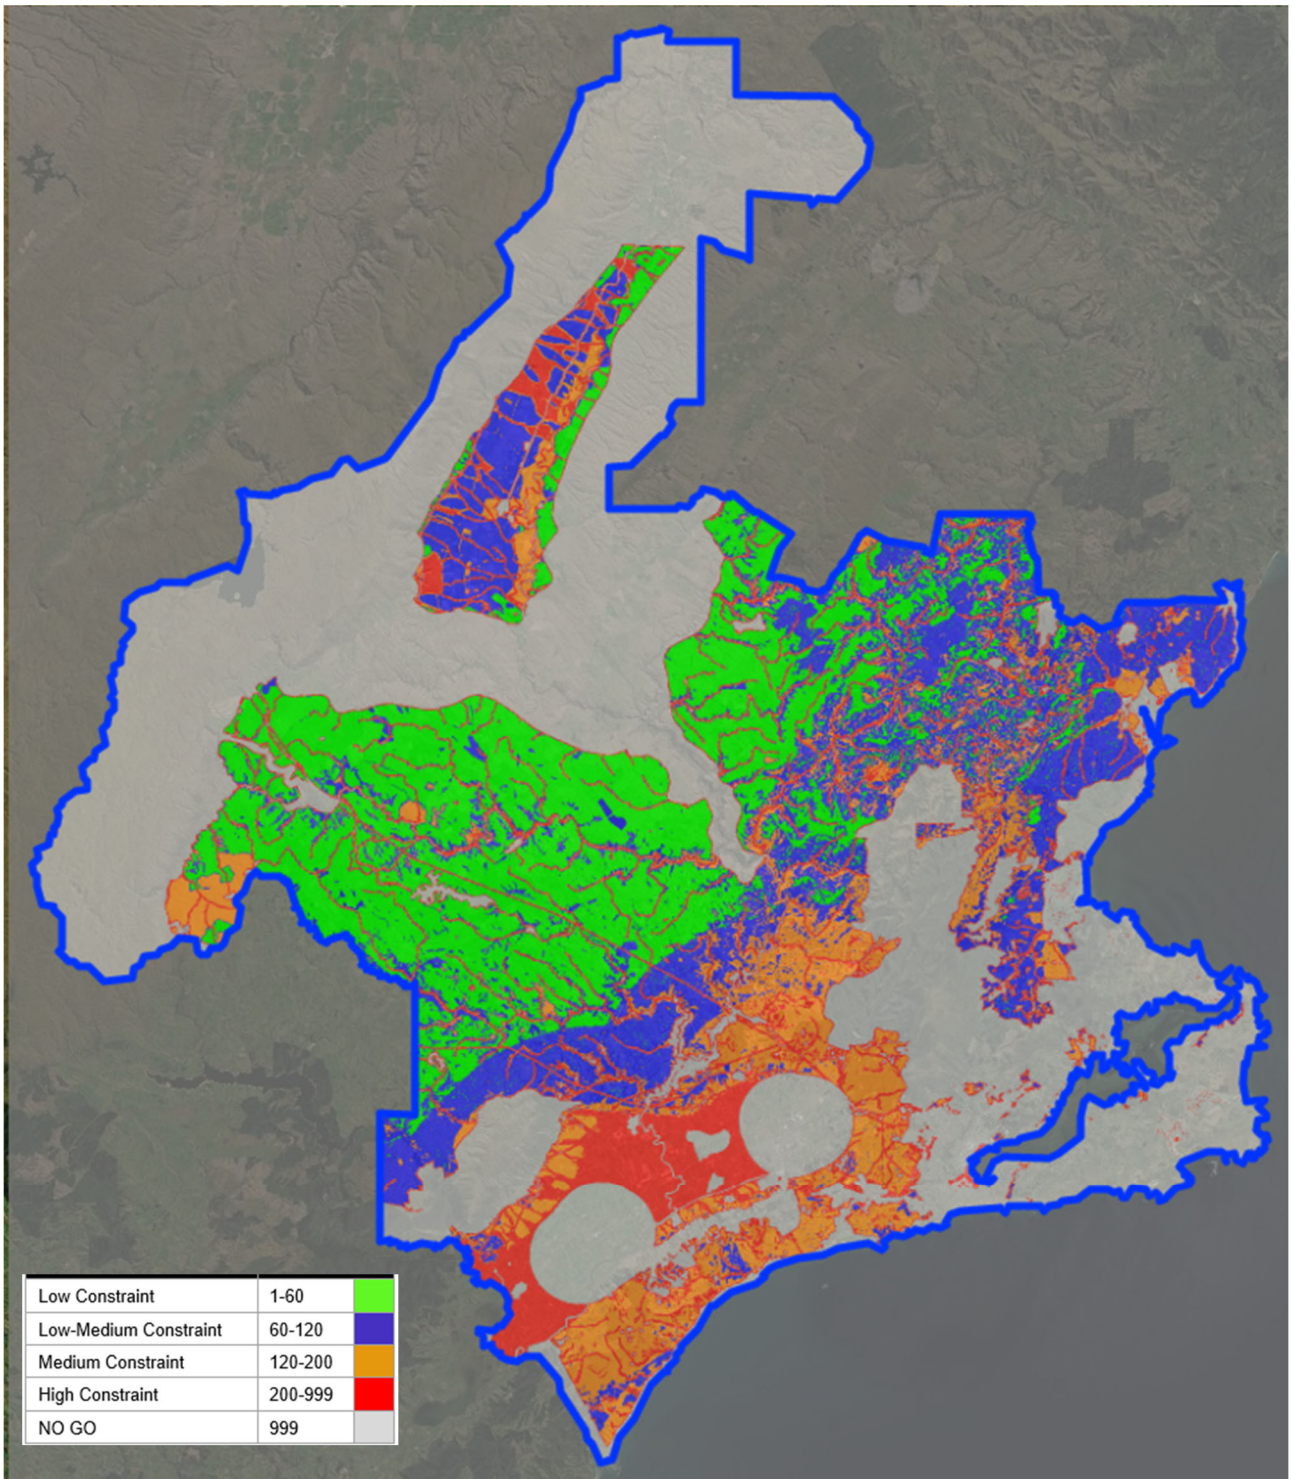 Low Constraint 1-60
Low-Medium Constraint 60-120
Medium Constraint 120-200
High Constraint 200-999
NO GO 999